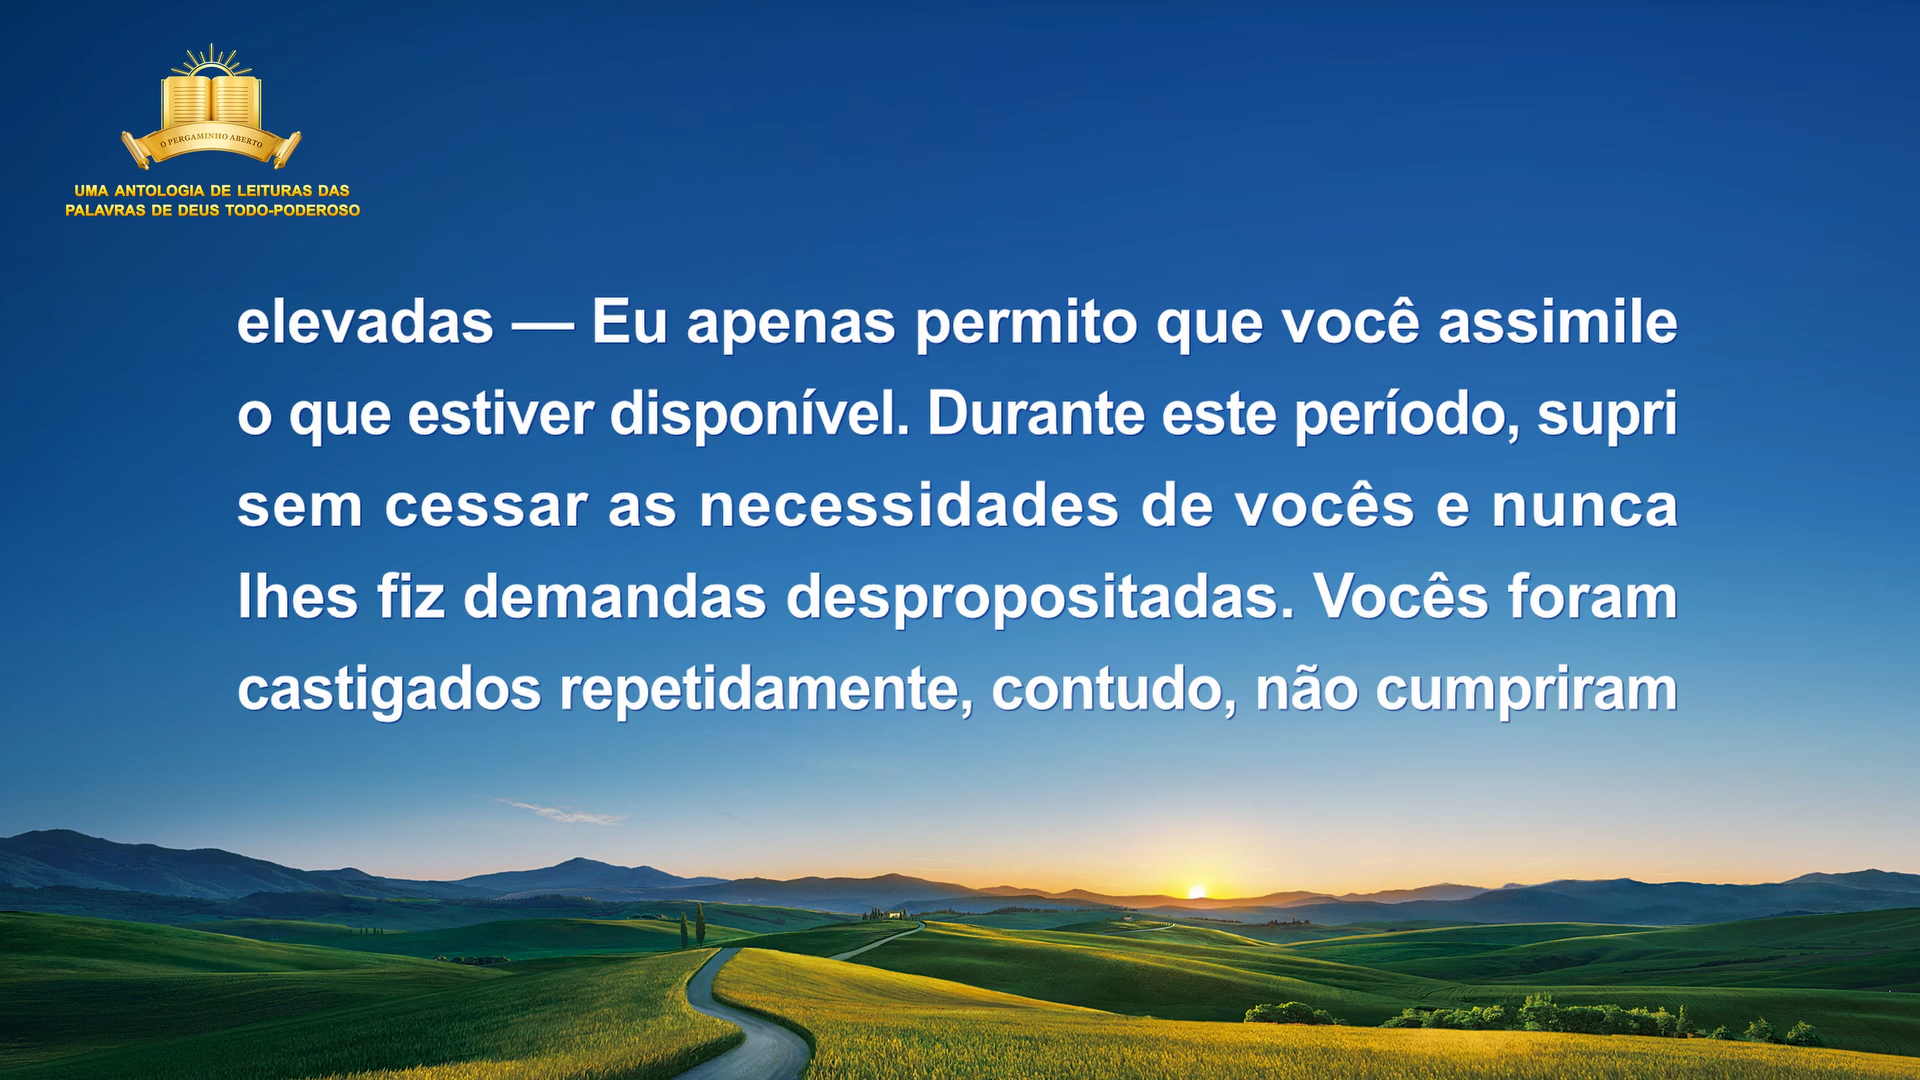 O PERGAMINHO ABERTO
UMA ANTOLOGIA DE LEITURAS DAS
PALAVRAS DE DEUS TODO-PODEROSO
elevadas — Eu apenas permito que você assimile
o que estiver disponível. Durante este período, supri
sem cessar as necessidades de vocês e nunca
lhes fiz demandas despropositadas. Vocês foram
castigados repetidamente, contudo, não cumpriram